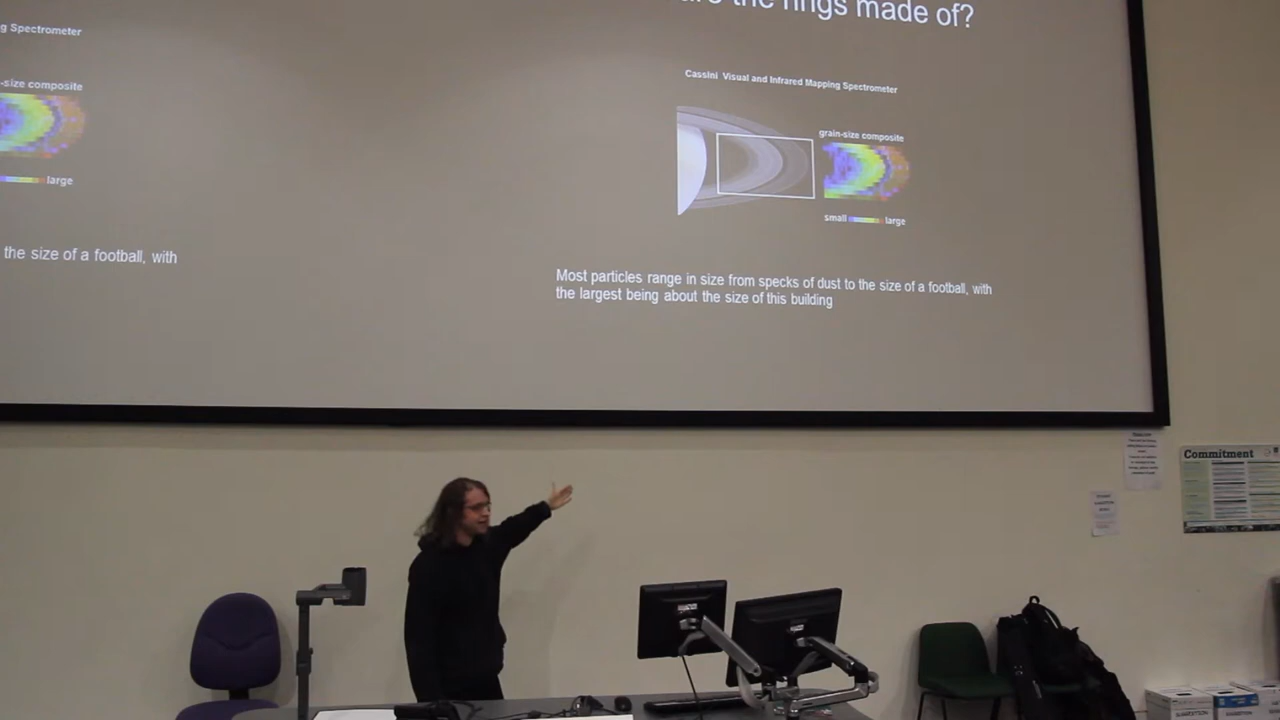 g Spectrometer
-size composite
large
the size of a football, with
the rings made of?
Cassini Visual and Infrared Mapping Spectrometer
grain-size composite
small large
Most particles range in size from specks of dust to the size of a football, with
the largest being about the size of this building
Commitment